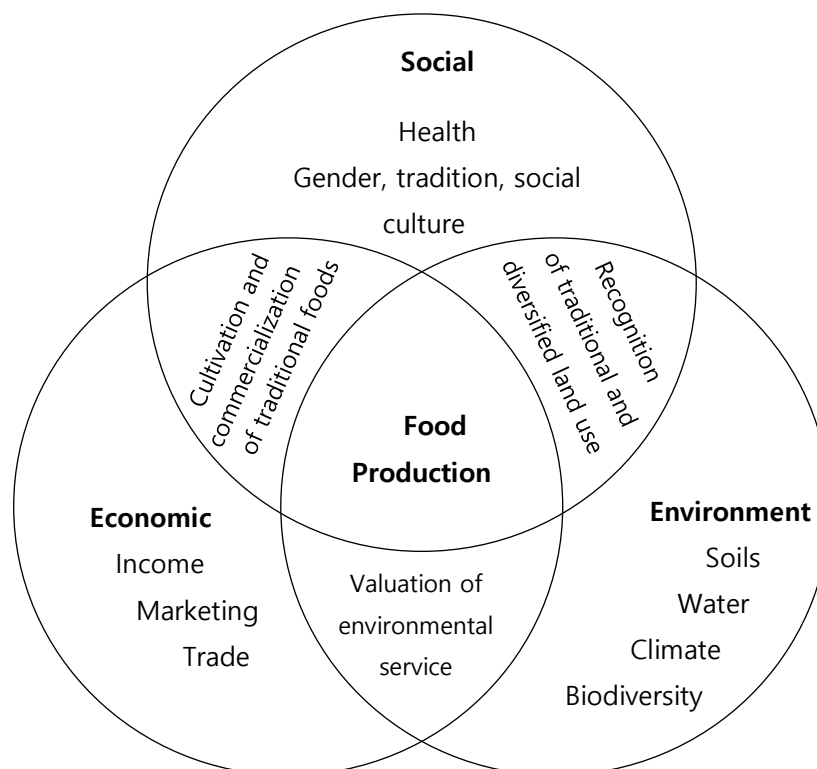 Social
Health
Gender, tradition, social
culture
Cultivation and
commercialization
of traditional foods
Recognition
of traditional and
diversified land use
Food
Production
Economic
Income
Marketing
Trade
Valuation of
environmental
service
Environment
Soils
Water
Climate
Biodiversity